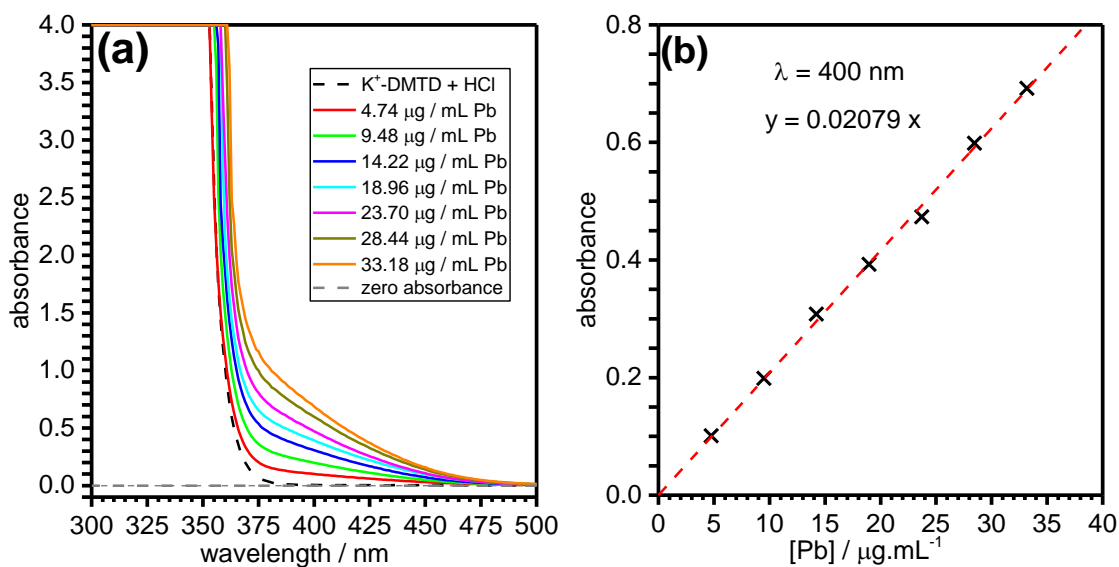 (a)
K⁺-DMTD + HCl
4.74 μg / mL Pb
9.48 μg / mL Pb
14.22 μg / mL Pb
18.96 μg / mL Pb
23.70 μg / mL Pb
28.44 μg / mL Pb
33.18 μg / mL Pb
zero absorbance
4.0
3.5
3.0
2.5
2.0
1.5
1.0
0.5
0.0
absorbance
300 325 350 375 400 425 450 475 500
wavelength / nm
(b)
λ = 400 nm
y = 0.02079 x
0.8
0.6
0.4
0.2
0.0
absorbance
0 5 10 15 20 25 30 35 40
[Pb] / μg.mL⁻¹